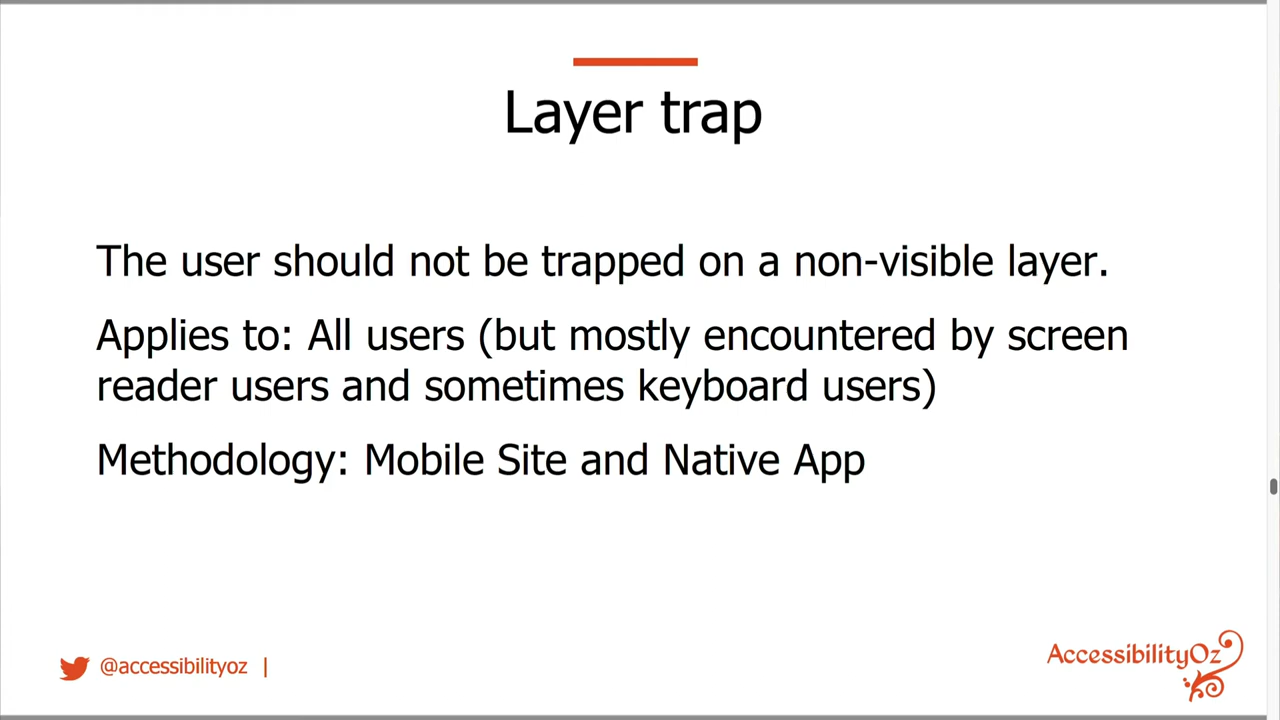 Layer trap
The user should not be trapped on a non-visible layer.
Applies to: All users (but mostly encountered by screen
reader users and sometimes keyboard users)
Methodology: Mobile Site and Native App
@accessibilityoz |
AccessibilityOz